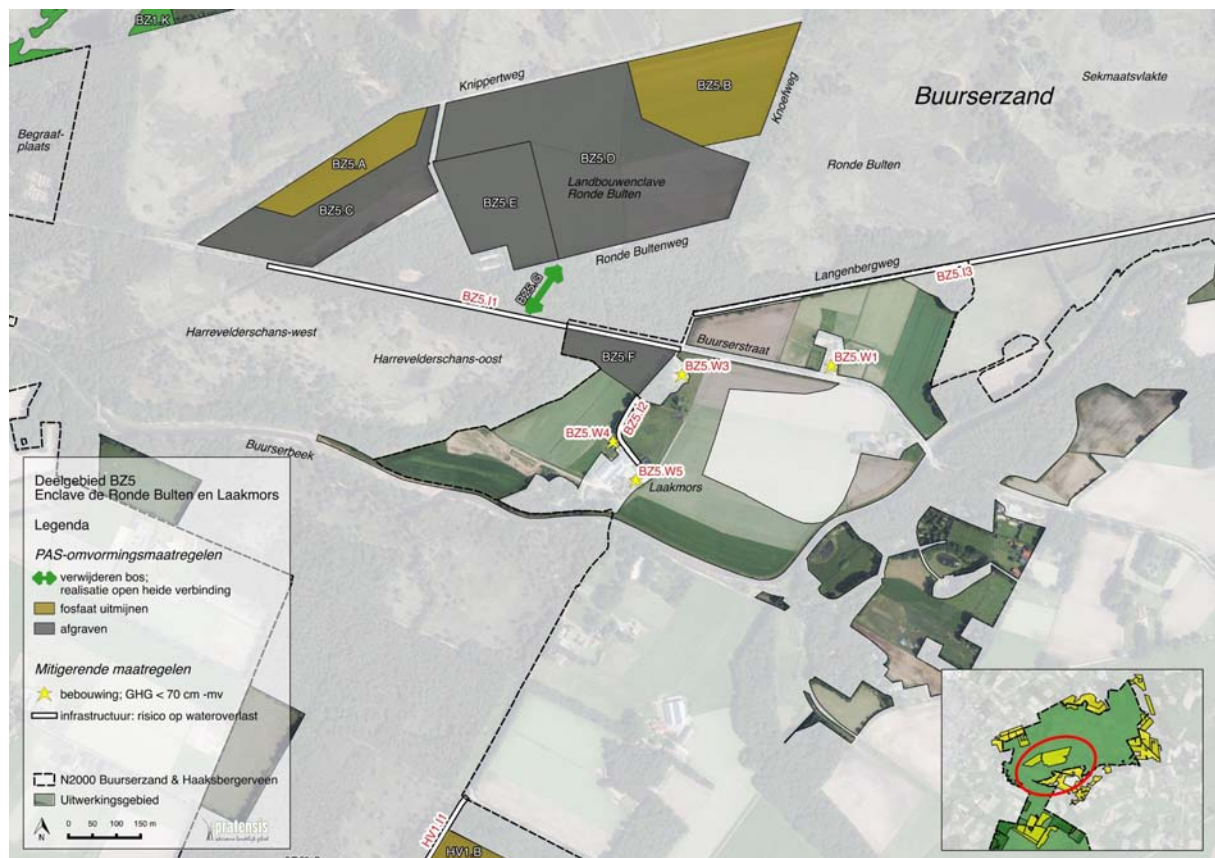 BZ1.K
Knippertweg
BZ5.B
Knoefweg
Buurserzand
Sekmaatsvlakte
Begraaf-
plaats
BZ5.A
BZ5.D
Ronde Bulten
Landbouwenclave
Ronde Bulten
BZ5.E
BZ5.C
Ronde Bultenweg
Langenbergweg
BZ5.I3
BZ5.G
BZ5.I1
Harrevelderschans-west
Harrevelderschans-oost
Buurserstraat
BZ5.F
BZ5.W1
BZ5.W3
BZ5.I2
BZ5.W4
Buurserbeek
BZ5.W5
Laakmors
Deelgebied BZ5
Enclave de Ronde Bulten en Laakmors
Legenda
PAS-omvormingsmaatregelen
verwijderen bos;
realisatie open heide verbinding
fosfaat uitmijnen
afgraven
Mitigerende maatregelen
bebouwing; GHG < 70 cm -mv
infrastructuur: risico op wateroverlast
N2000 Buurserzand & Haaksbergerveen
Uitwerkingsgebied
N
0 50 100 150 m
pratensis
HV1.I1
HV1.B